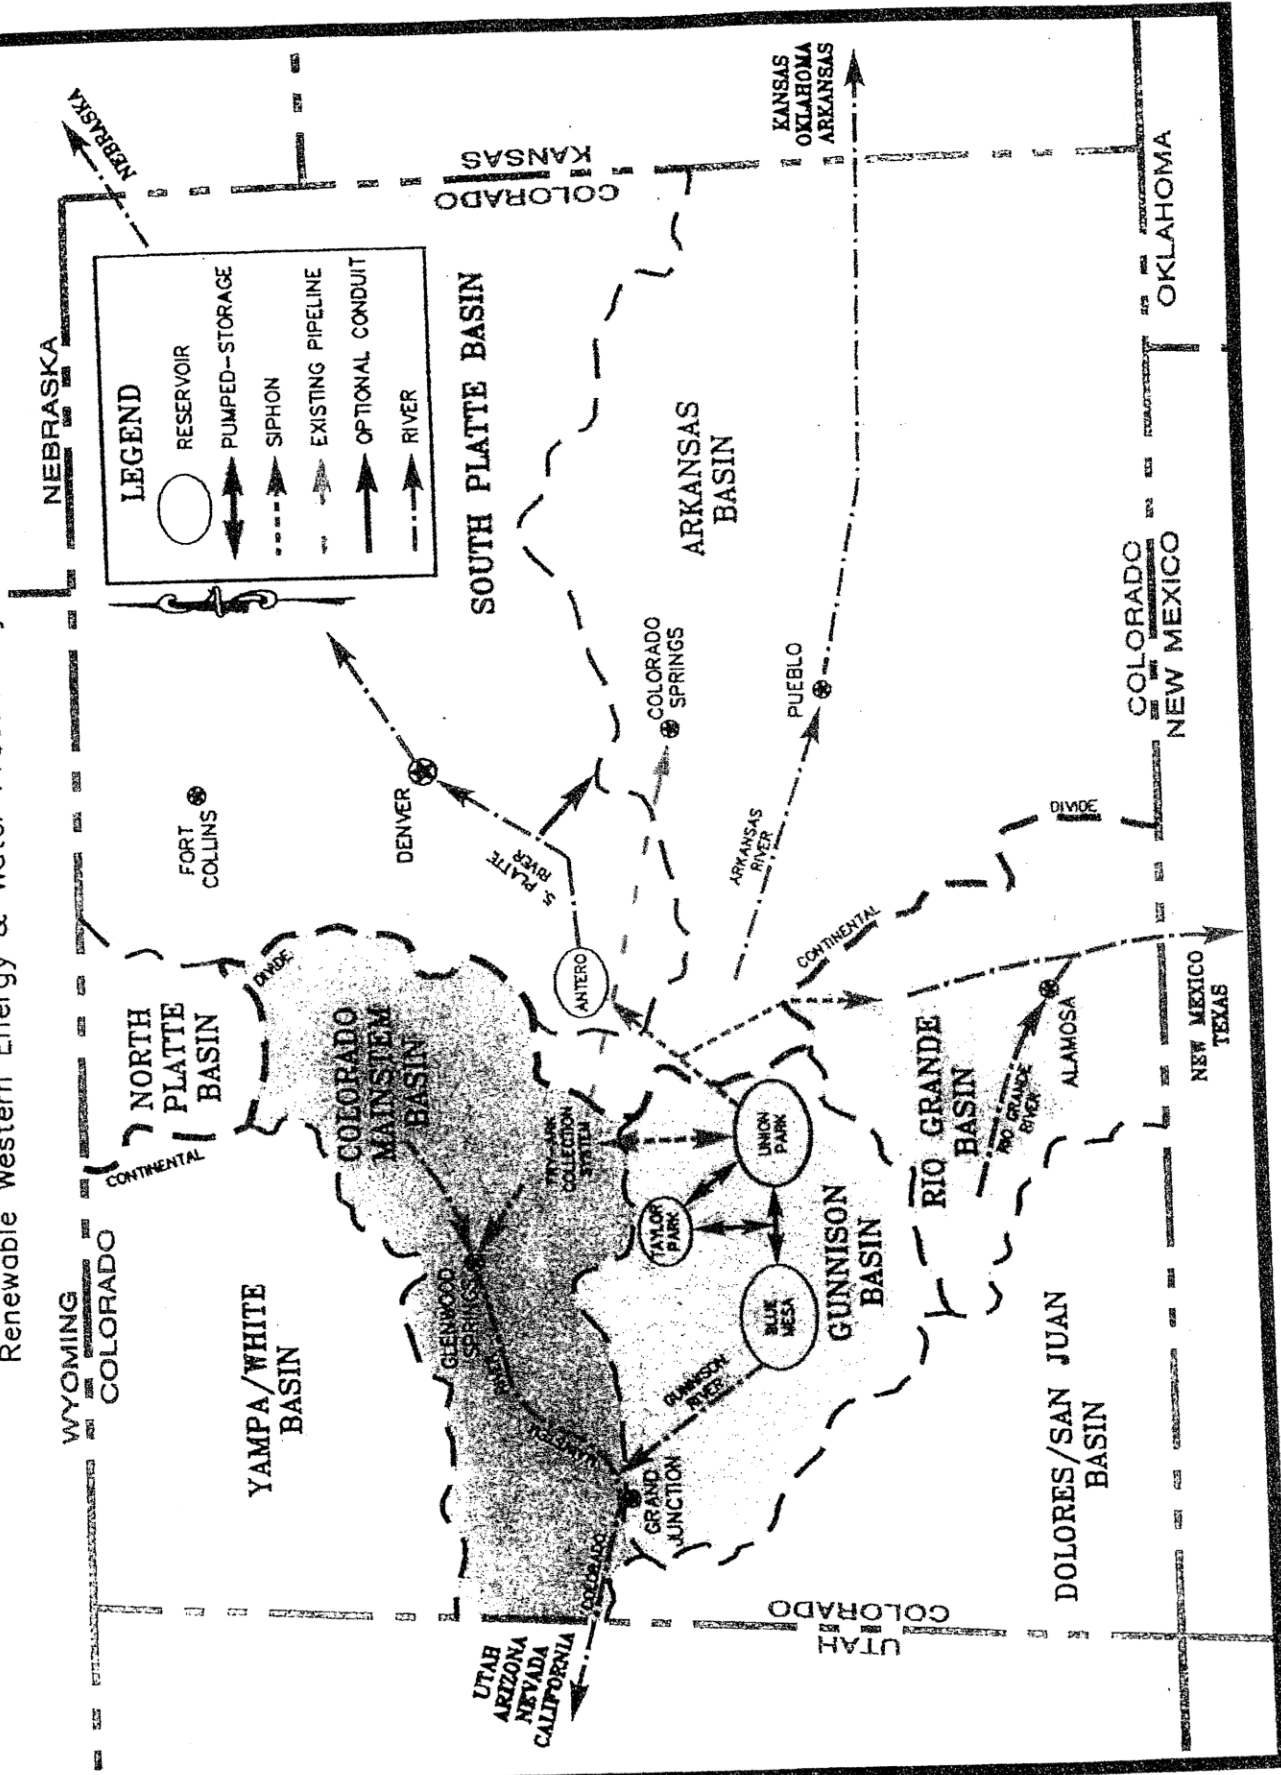 Renewable Western Energy & Water
WYOMING
COLORADO
NEBRASKA
NEBRASKA
LEGEND
RESERVOIR
PUMPED-STORAGE
SIPHON
EXISTING PIPELINE
OPTIONAL CONDUIT
RIVER
CONTINENTAL
NORTH
PLATTE
BASIN
DIVIDE
FORT
COLLINS
YAMPA/WHITE
BASIN
COLORADO
MAINSTEM
BASIN
DENVER
SOUTH PLATTE BASIN
COLORADO
KANSAS
GLENWOOD
SPRINGS
RIVER
MAINSTEM
COLORADO
FRY-ARK
COLLECTION
SYSTEM
ANTERO
S. PLATTE
RIVER
COLORADO
SPRINGS
UTAH
ARIZONA
NEVADA
CALIFORNIA
GRAND
JUNCTION
GUNNISON
RIVER
TAYLOR
PARK
BLUE
MESA
UNION
PARK
GUNNISON
BASIN
ARKANSAS
RIVER
PUEBLO
ARKANSAS
BASIN
KANSAS
OKLAHOMA
ARKANSAS
UTAH
COLORADO
CONTINENTAL
DIVIDE
RIO GRANDE
BASIN
RIO GRANDE
RIVER
ALAMOSA
DOLORES/SAN JUAN
BASIN
NEW MEXICO
TEXAS
COLORADO
NEW MEXICO
OKLAHOMA